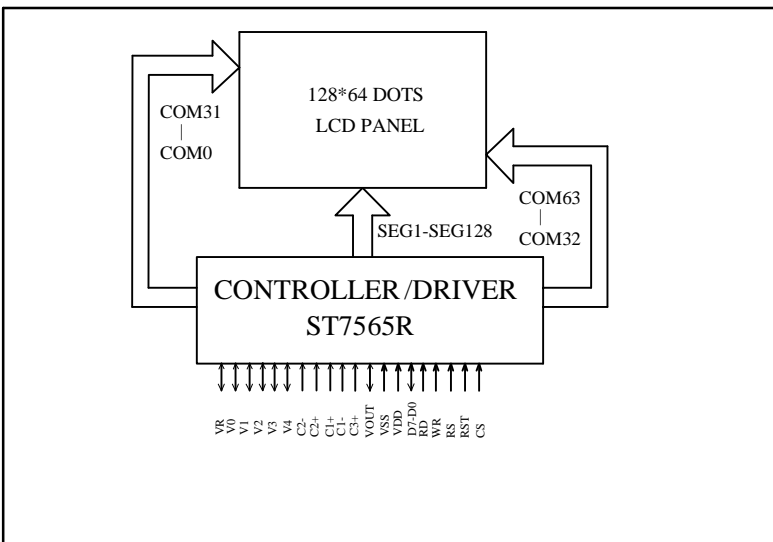 128*64 DOTS
LCD PANEL
COM31
|
COM0
COM63
|
COM32
SEG1-SEG128
CONTROLLER/DRIVER
ST7565R
VR
V0
V1
V2
V3
V4
C2-
C2+
C1+
C1-
C3+
VOUT
VSS
VDD
D7-D0
RD
WR
RS
RST
CS